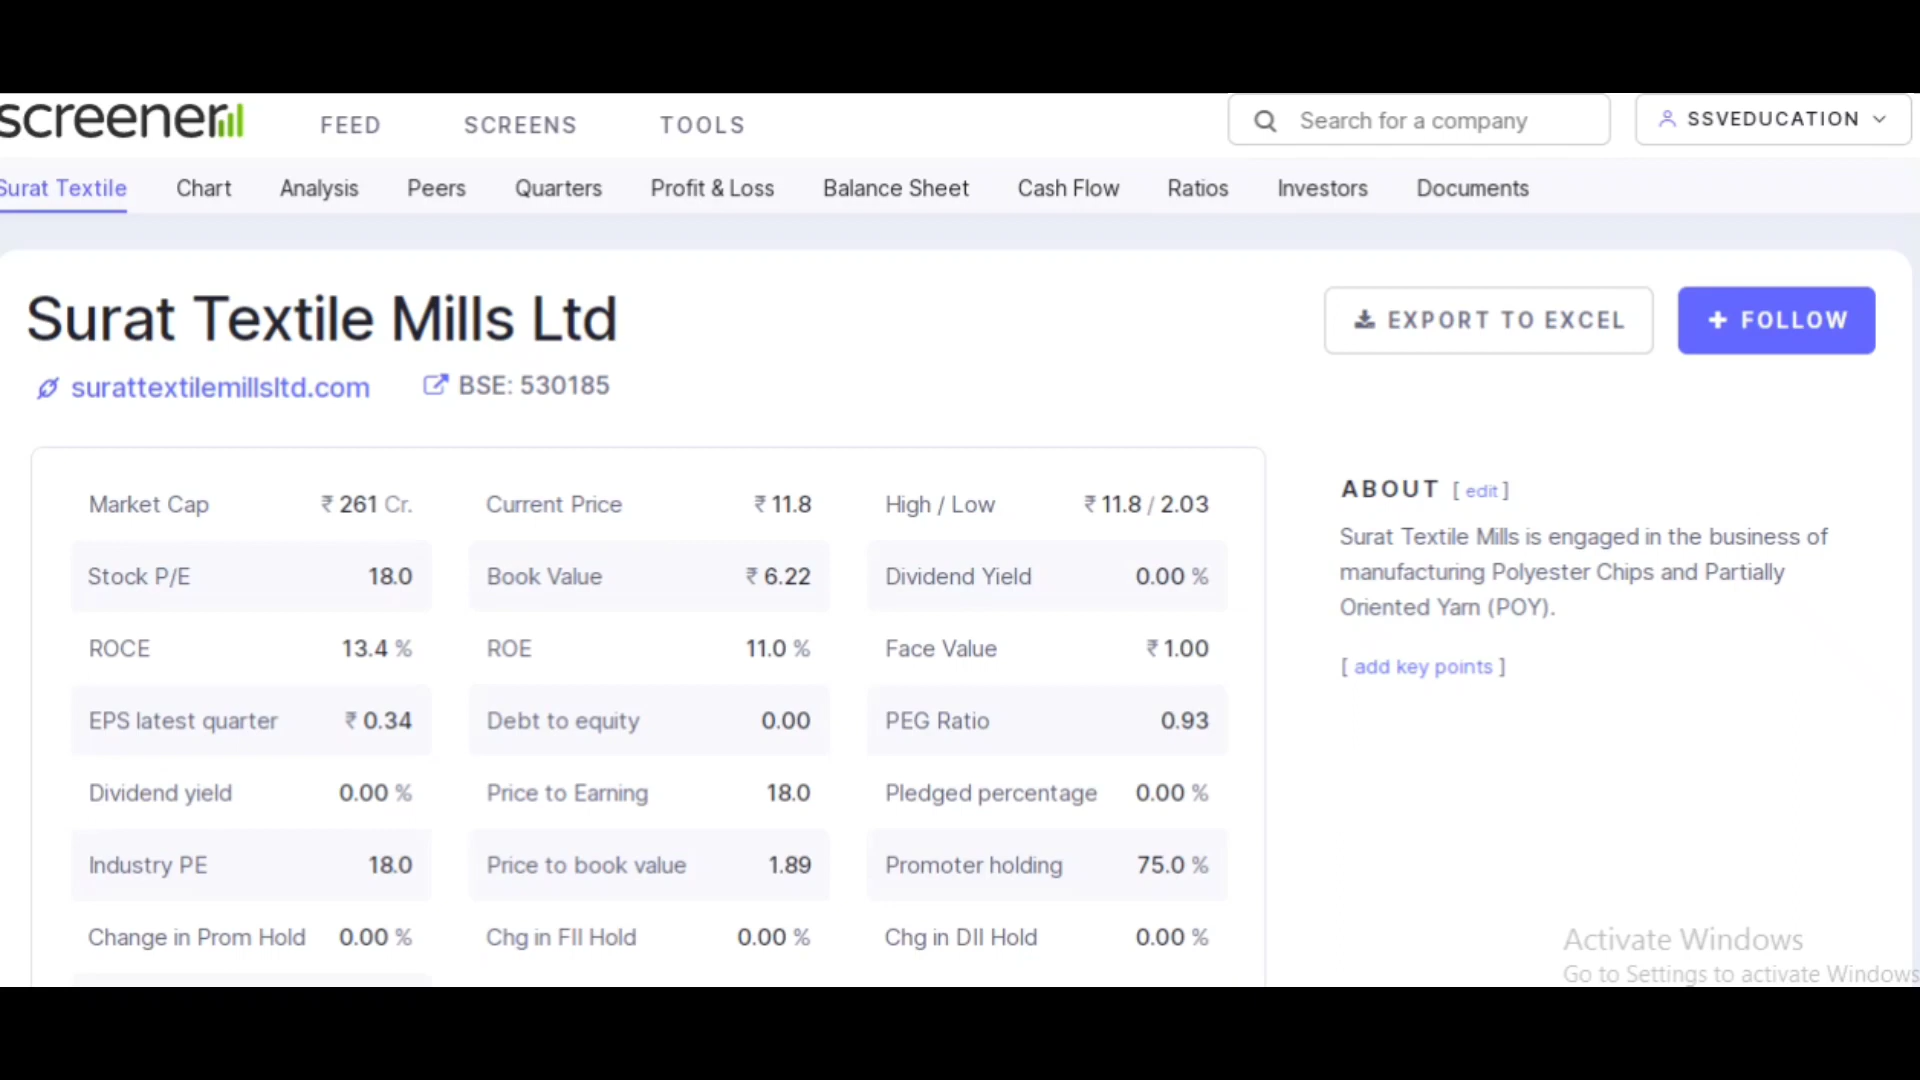 screener FEED SCREENS TOOLS Search for a company SSVEDUCATION
Surat Textile Chart Analysis Peers Quarters Profit & Loss Balance Sheet Cash Flow Ratios Investors Documents
Surat Textile Mills Ltd
EXPORT TO EXCEL + FOLLOW
surattextilemillsltd.com BSE: 530185
Market Cap ₹ 261 Cr. Current Price ₹ 11.8 High / Low ₹ 11.8 / 2.03
Stock P/E 18.0 Book Value ₹ 6.22 Dividend Yield 0.00 %
ROCE 13.4 % ROE 11.0 % Face Value ₹ 1.00
EPS latest quarter ₹ 0.34 Debt to equity 0.00 PEG Ratio 0.93
Dividend yield 0.00 % Price to Earning 18.0 Pledged percentage 0.00 %
Industry PE 18.0 Price to book value 1.89 Promoter holding 75.0 %
Change in Prom Hold 0.00 % Chg in FII Hold 0.00 % Chg in DII Hold 0.00 %
ABOUT [ edit ]
Surat Textile Mills is engaged in the business of
manufacturing Polyester Chips and Partially
Oriented Yarn (POY).
[ add key points ]
Activate Windows
Go to Settings to activate Windows